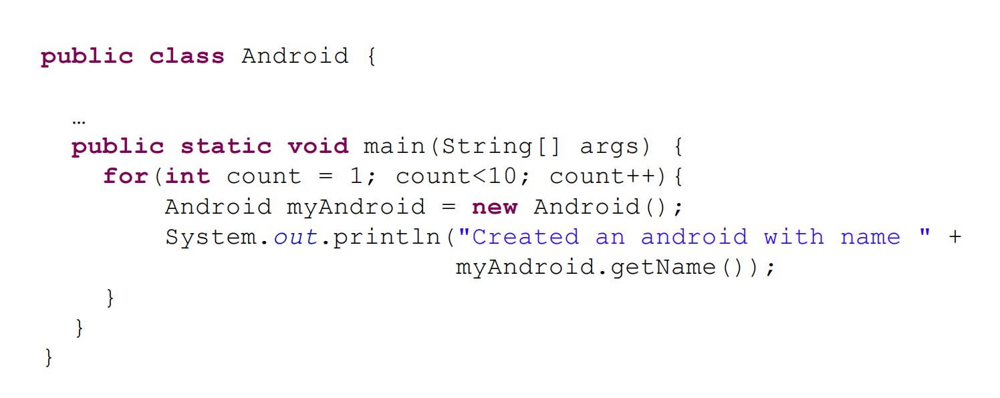 public class Android {
…
public static void main(String[] args) {
for(int count = 1; count<10; count++){
Android myAndroid = new Android();
System.out.println("Created an android with name " +
myAndroid.getName());
}
}
}